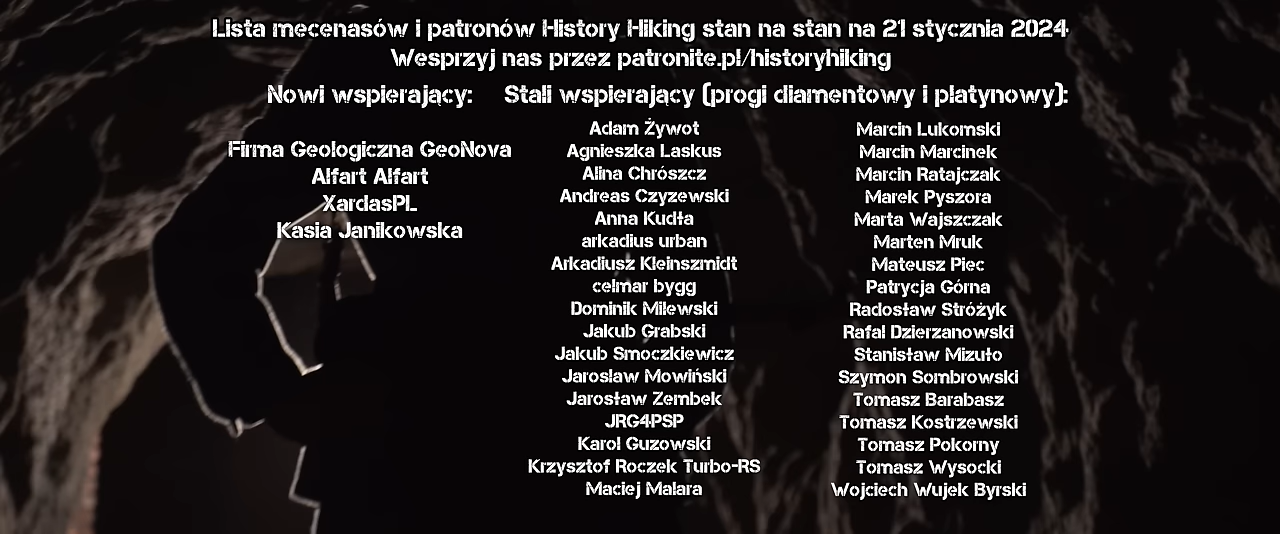 Lista mecenasów i patronów History Hiking stan na stan na 21 stycznia 2024
Wesprzyj nas przez patronite.pl/historyhiking
Nowi wspierający:
Firma Geologiczna GeoNova
Alfart Alfart
XardasPL
Kasia Janikowska
Stali wspierający (progi diamentowy i platynowy):
Adam Żywot
Agnieszka Laskus
Alina Chrószcz
Andreas Czyzewski
Anna Kudła
arkadius urban
Arkadiusz Kleinszmidt
celmar bygg
Dominik Milewski
Jakub Grabski
Jakub Smoczkiewicz
Jaroslaw Mowiński
Jarosław Zembek
JRG4PSP
Karol Guzowski
Krzysztof Roczek Turbo-RS
Maciej Malara
Marcin Lukomski
Marcin Marcinek
Marcin Ratajczak
Marek Pyszora
Marta Wajszczak
Marten Mruk
Mateusz Piec
Patrycja Górna
Radosław Stróżyk
Rafal Dzierzanowski
Stanisław Mizuło
Szymon Sombrowski
Tomasz Barabasz
Tomasz Kostrzewski
Tomasz Pokorny
Tomasz Wysocki
Wojciech Wujek Byrski